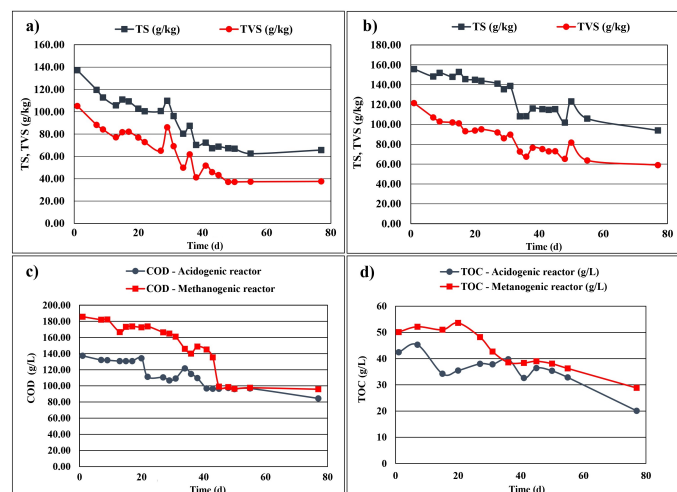 a)
TS (g/kg)
TVS (g/kg)
TS, TVS (g/kg)
160.00
140.00
120.00
100.00
80.00
60.00
40.00
20.00
0.00
0
20
40
60
80
Time (d)
b)
TS (g/kg)
TVS (g/kg)
TS, TVS (g/kg)
180.00
160.00
140.00
120.00
100.00
80.00
60.00
40.00
20.00
0.00
0
20
40
60
80
Time (d)
c)
COD - Acidogenic reactor
COD - Methanogenic reactor
COD (g/L)
200.00
180.00
160.00
140.00
120.00
100.00
80.00
60.00
40.00
20.00
0.00
0
20
40
60
80
Time (d)
d)
TOC - Acidogenic reactor (g/L)
TOC - Metanogenic reactor (g/L)
TOC (g/L)
60
50
40
30
20
10
0
0
20
40
60
80
Time (d)